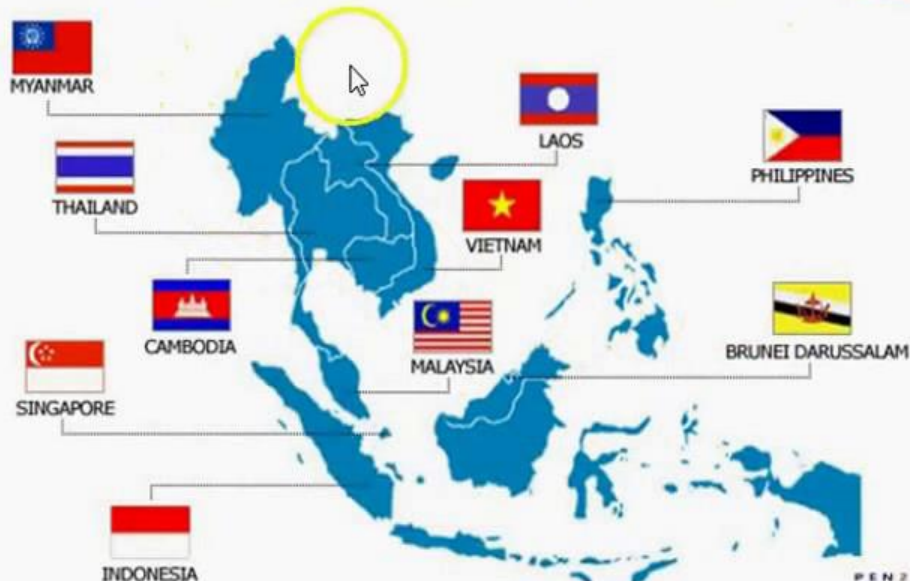 MYANMAR
LAOS
PHILIPPINES
THAILAND
VIETNAM
CAMBODIA
MALAYSIA
BRUNEI DARUSSALAM
SINGAPORE
INDONESIA